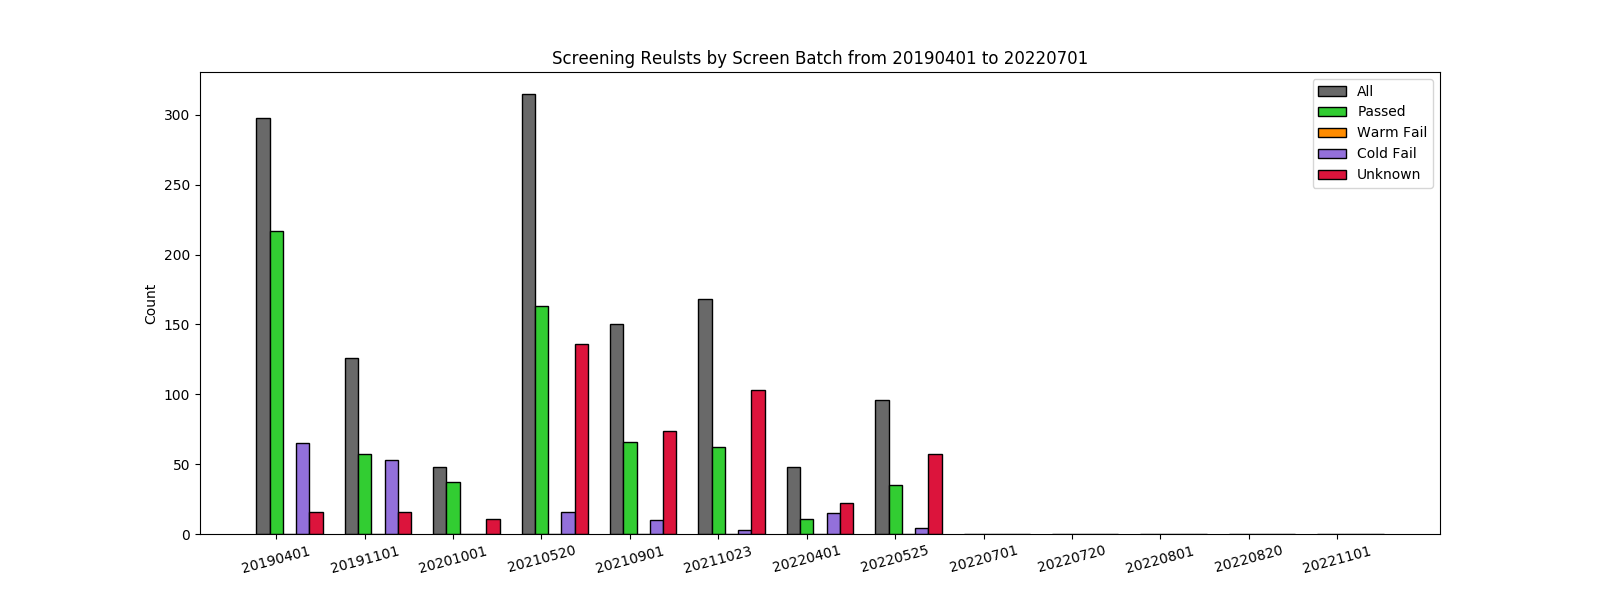 Screening Reulsts by Screen Batch from 20190401 to 20220701
All
Passed
Warm Fail
Cold Fail
Unknown
Count
300
250
200
150
100
50
0
20190401
20191101
20201001
20210520
20210901
20211023
20220401
20220525
20220701
20220720
20220801
20220820
20221101